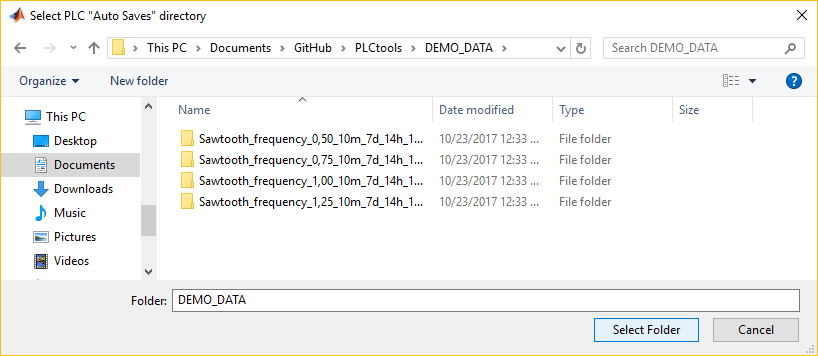 Select PLC "Auto Saves" directory
This PC > Documents > GitHub > PLCtools > DEMO_DATA >
Search DEMO_DATA
Organize
New folder
?
Name
Date modified
Type
Size
This PC
Desktop
Documents
Downloads
Music
Pictures
Videos
Sawtooth_frequency_0,50_10m_7d_14h_1... 10/23/2017 12:33 ... File folder
Sawtooth_frequency_0,75_10m_7d_14h_1... 10/23/2017 12:33 ... File folder
Sawtooth_frequency_1,00_10m_7d_14h_1... 10/23/2017 12:33 ... File folder
Sawtooth_frequency_1,25_10m_7d_14h_1... 10/23/2017 12:33 ... File folder
Folder: DEMO_DATA
Select Folder
Cancel